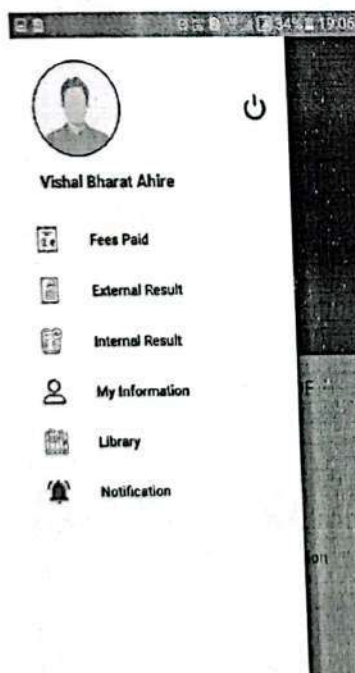 34% 19:06
Vishal Bharat Ahire
Fees Paid
External Result
Internal Result
My Information
Library
Notification